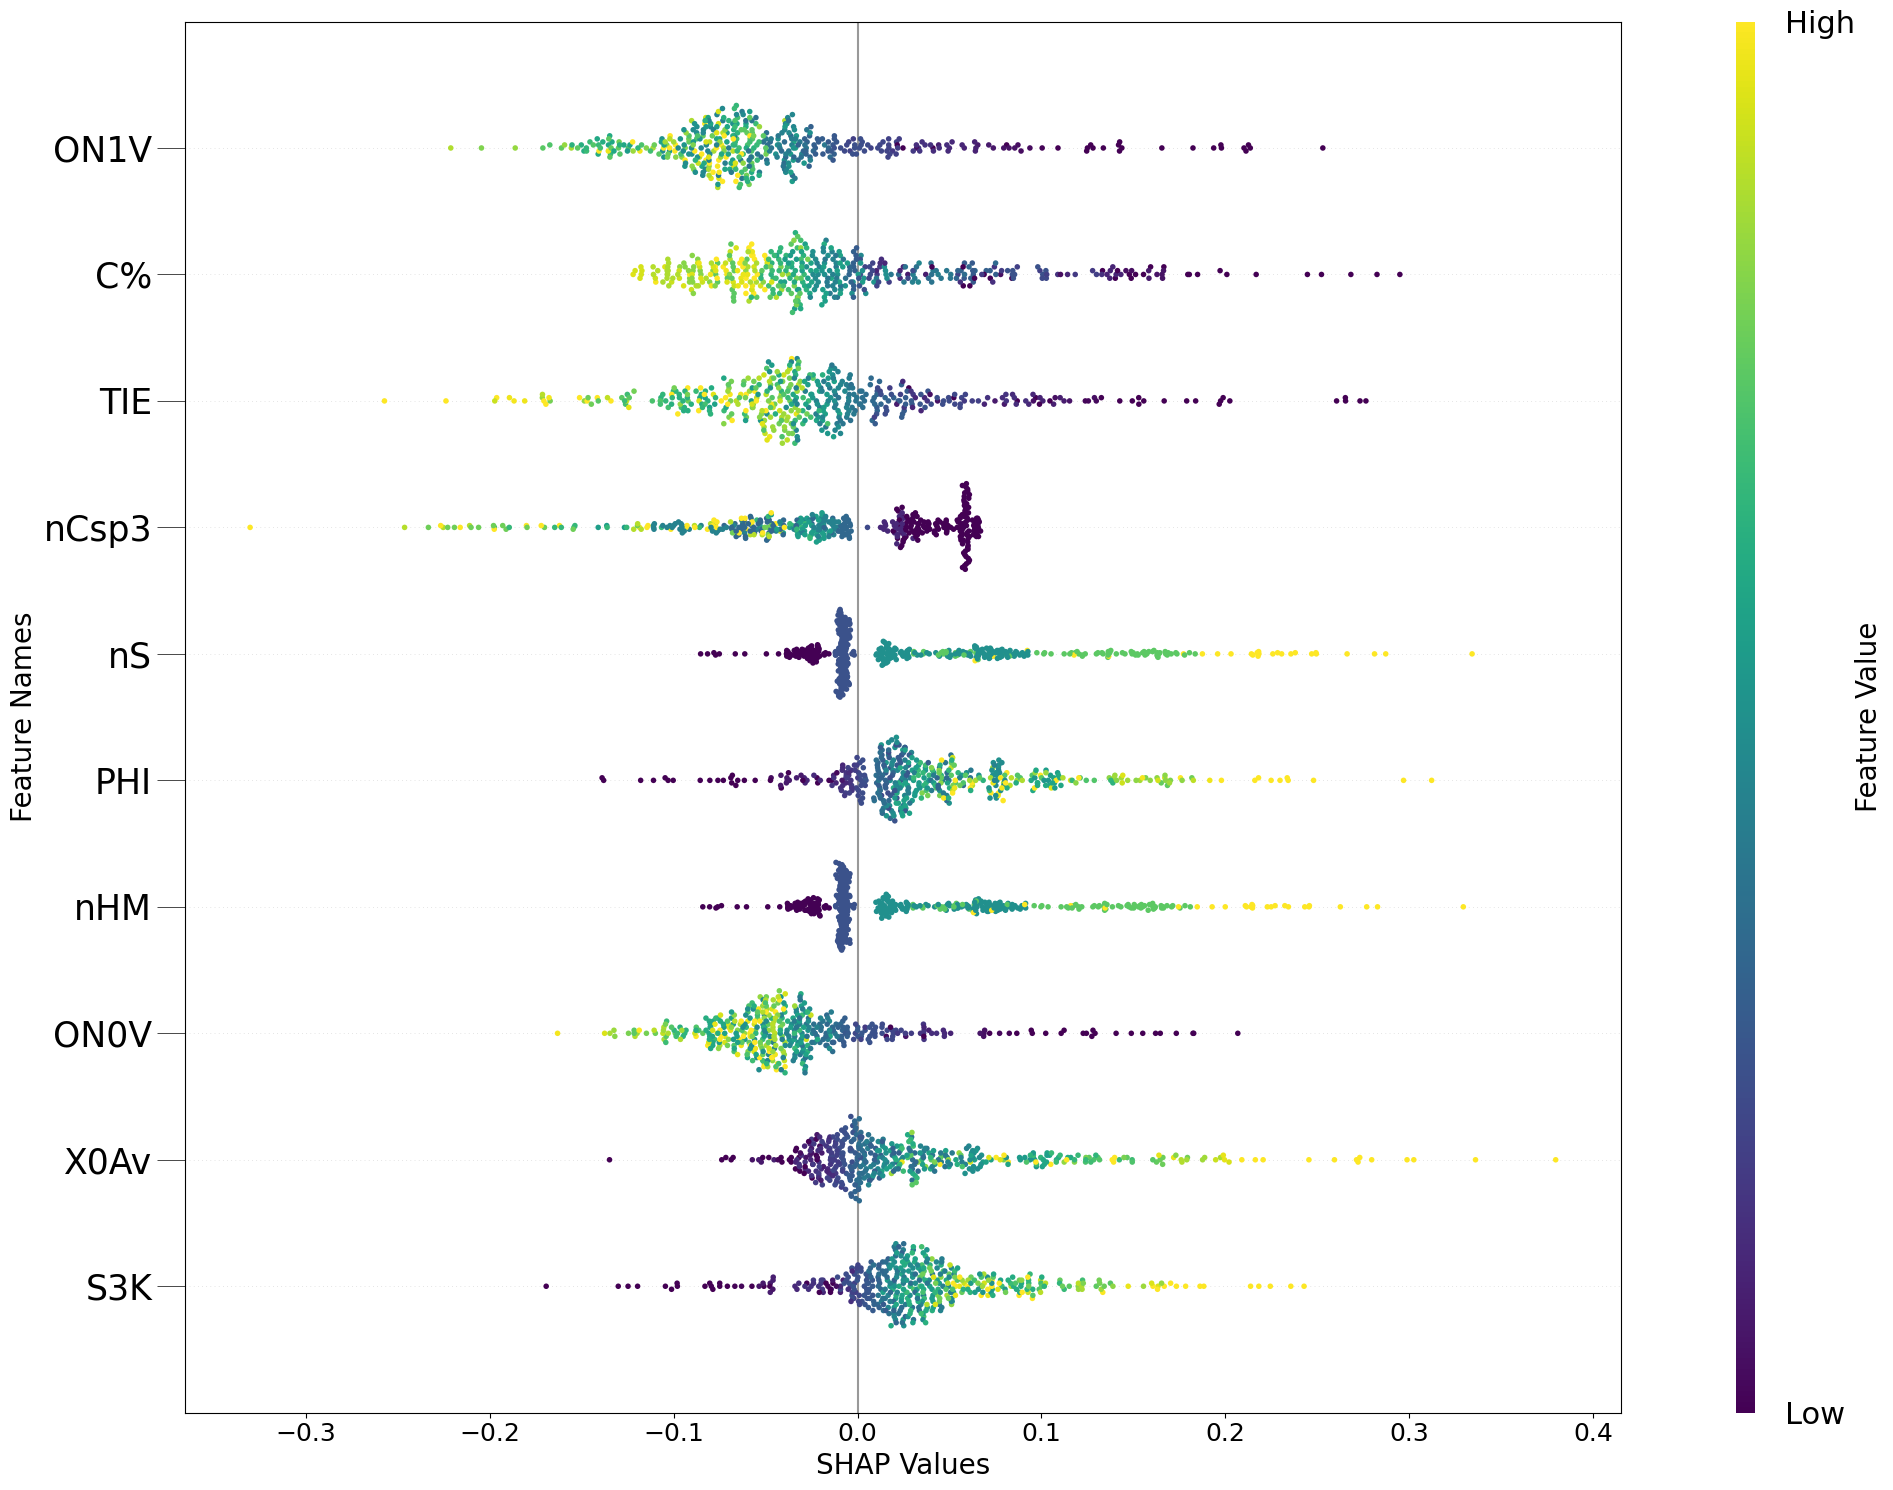 High
ON1V
C%
TIE
nCsp3
nS
PHI
nHM
ON0V
X0Av
S3K
Feature Names
Feature Value
Low
−0.3 −0.2 −0.1 0.0 0.1 0.2 0.3 0.4
SHAP Values